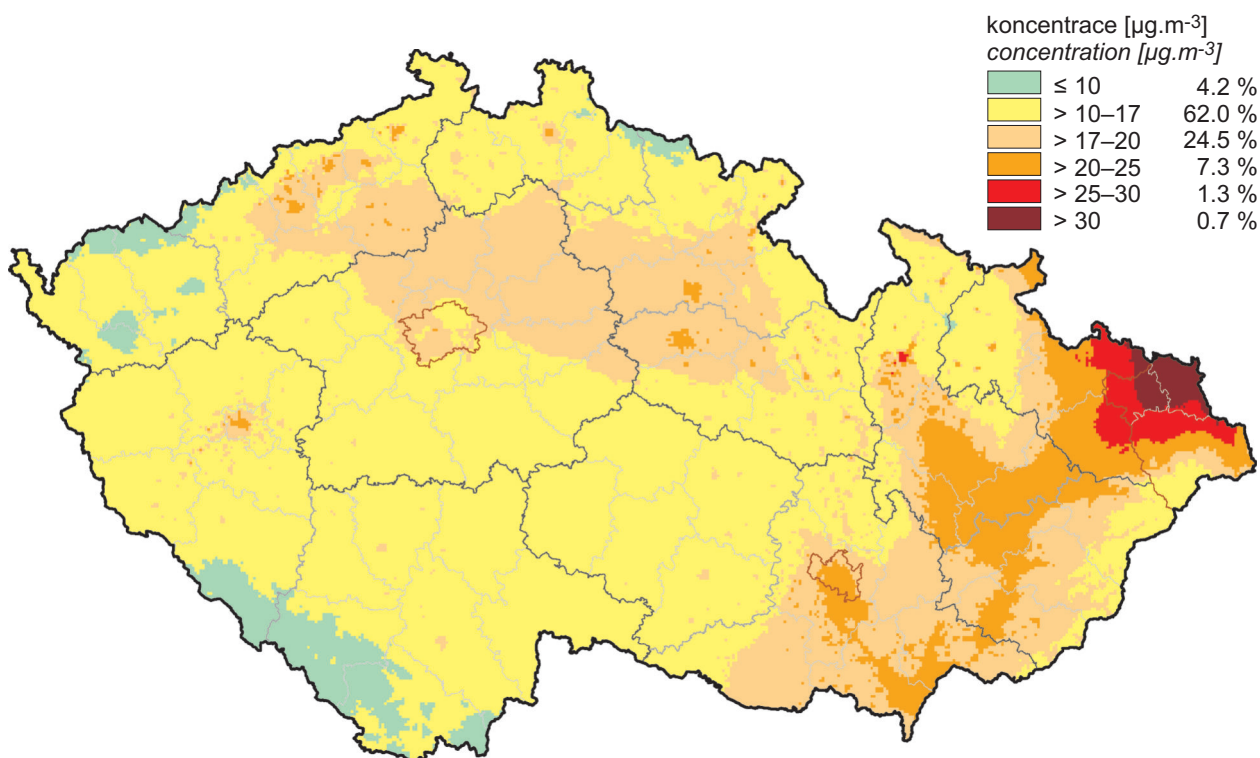 koncentrace [µg.m-3]
concentration [µg.m-3]
≤ 10 4.2 %
> 10–17 62.0 %
> 17–20 24.5 %
> 20–25 7.3 %
> 25–30 1.3 %
> 30 0.7 %